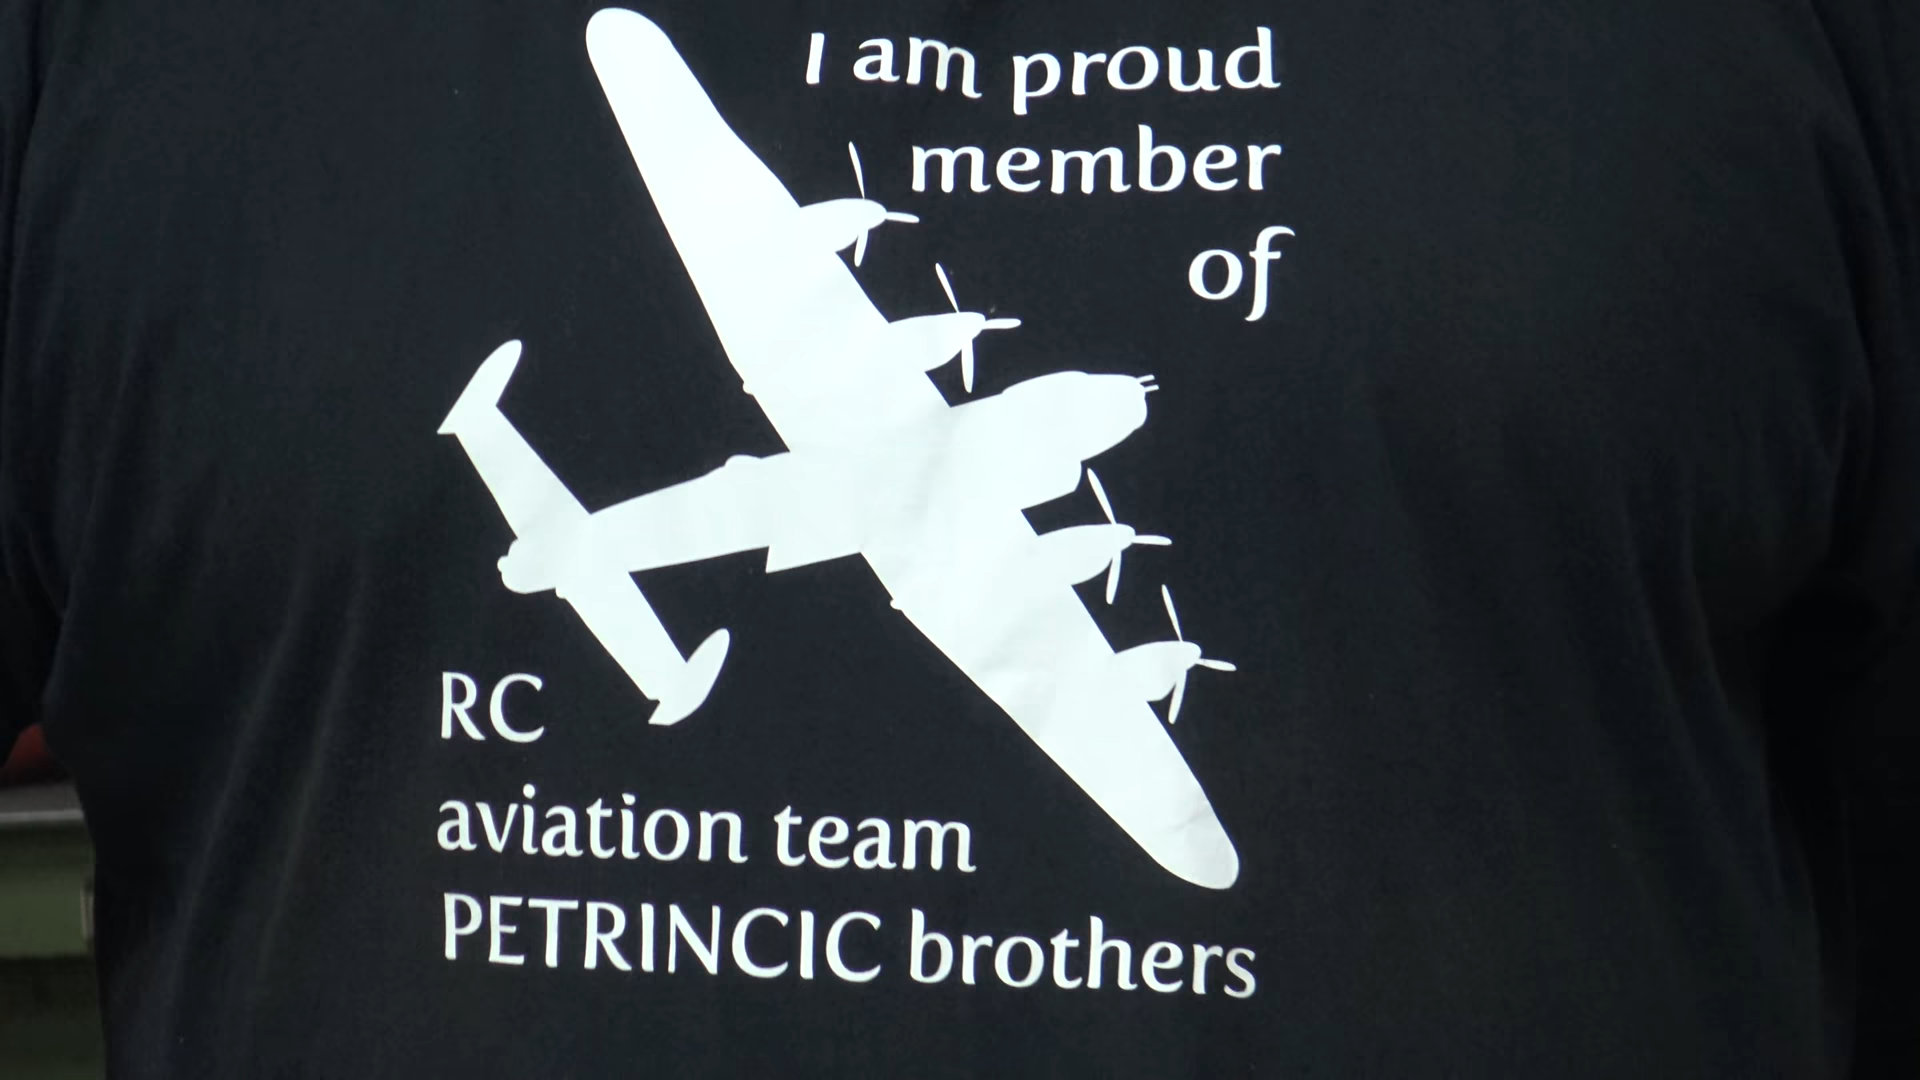 I am proud
member
of
RC
aviation team
PETRINCIC brothers